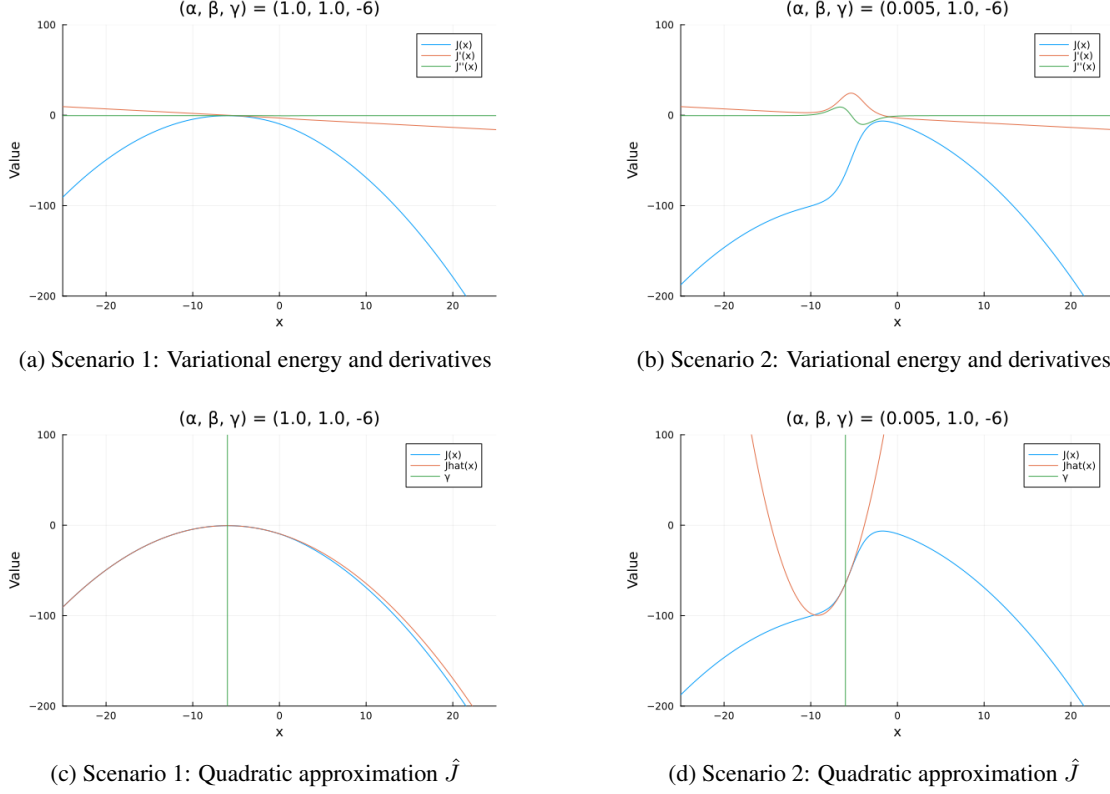 (α, β, γ) = (1.0, 1.0, -6)
100
0
−100
−200
Value
−20
−10
0
10
20
x
J(x)
J'(x)
J''(x)
(a) Scenario 1: Variational energy and derivatives
(α, β, γ) = (0.005, 1.0, -6)
100
0
−100
−200
Value
−20
−10
0
10
20
x
J(x)
J'(x)
J''(x)
(b) Scenario 2: Variational energy and derivatives
(α, β, γ) = (1.0, 1.0, -6)
100
0
−100
−200
Value
−20
−10
0
10
20
x
J(x)
Jhat(x)
γ
(c) Scenario 1: Quadratic approximation Ĵ
(α, β, γ) = (0.005, 1.0, -6)
100
0
−100
−200
Value
−20
−10
0
10
20
x
J(x)
Jhat(x)
γ
(d) Scenario 2: Quadratic approximation Ĵ